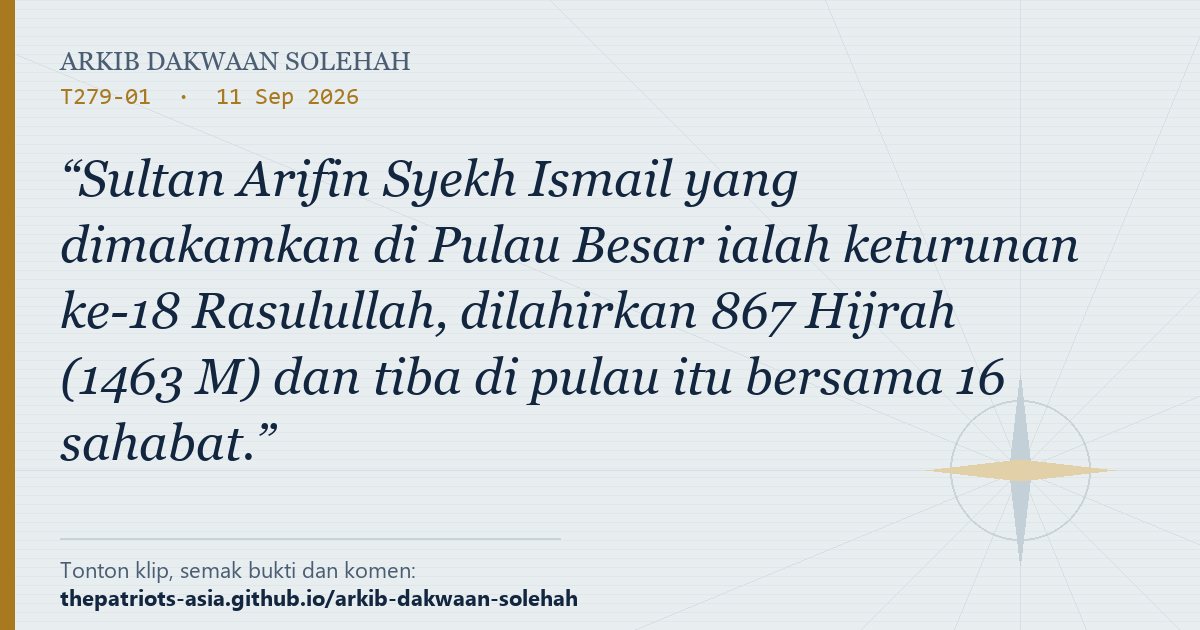 ARKIB DAKWAAN SOLEHAH
T279-01 · 11 Sep 2026
“Sultan Arifin Syekh Ismail yang
dimakamkan di Pulau Besar ialah keturunan
ke-18 Rasulullah, dilahirkan 867 Hijrah
(1463 M) dan tiba di pulau itu bersama 16
sahabat.”
Tonton klip, semak bukti dan komen:
thepatriots-asia.github.io/arkib-dakwaan-solehah